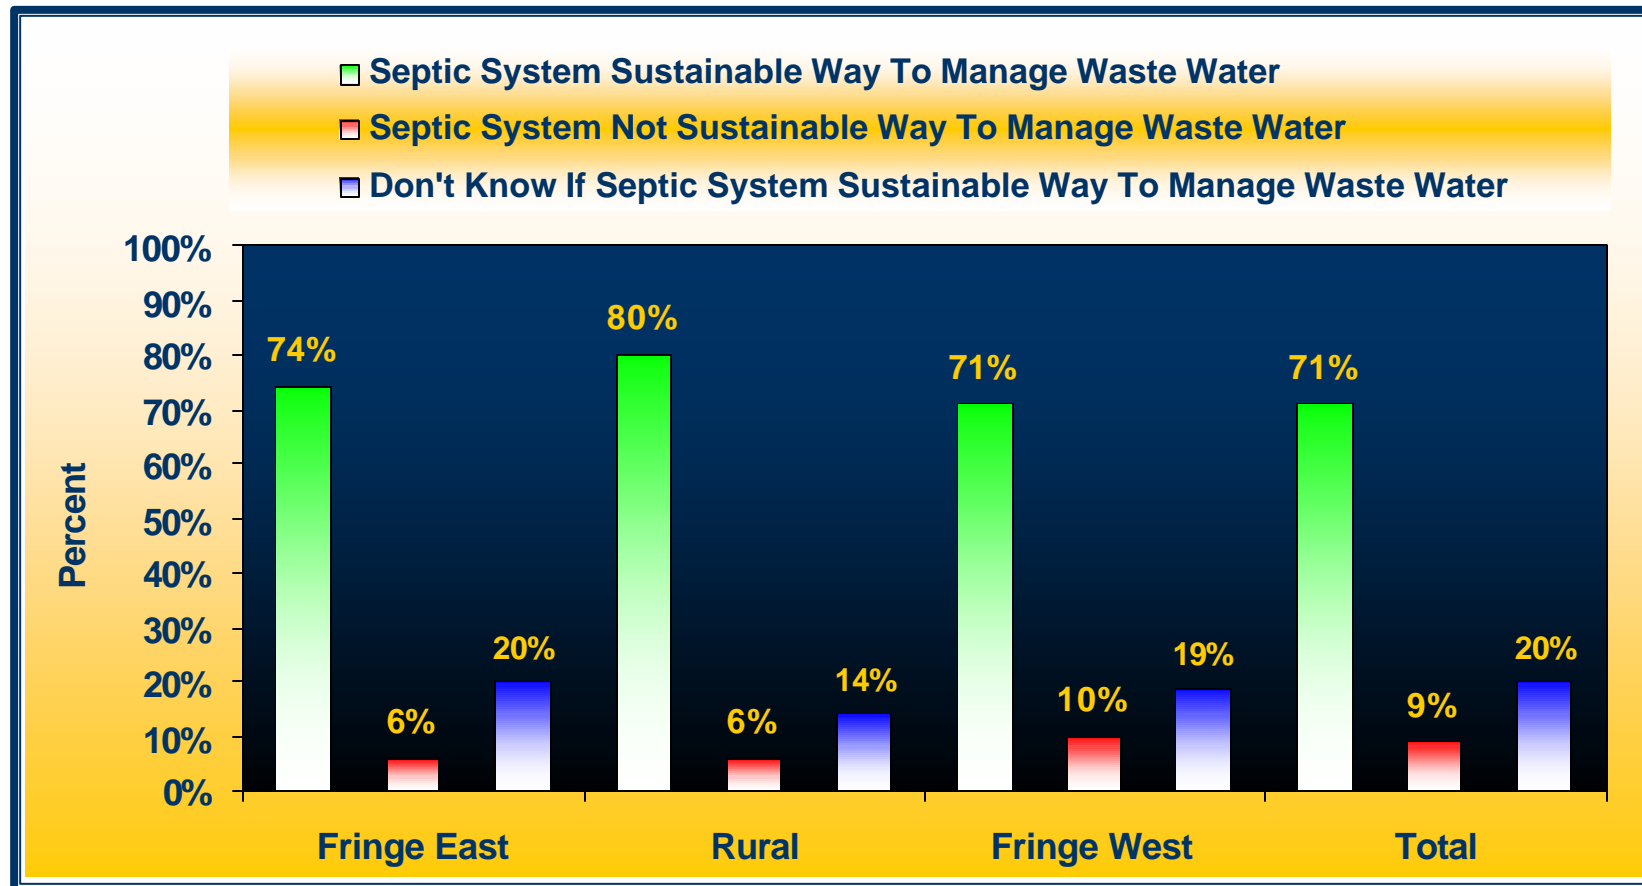 Septic System Sustainable Way To Manage Waste Water
Septic System Not Sustainable Way To Manage Waste Water
Don't Know If Septic System Sustainable Way To Manage Waste Water
100%
90%
80%
70%
60%
50%
40%
30%
20%
10%
0%
Percent
74%
6%
20%
80%
6%
14%
71%
10%
19%
71%
9%
20%
Fringe East
Rural
Fringe West
Total